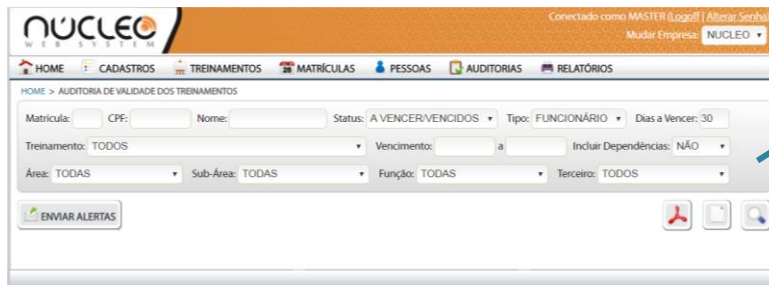 NÚCLEO
WEB SYSTEM
Conectado como MASTER (Logoff | Alterar Senha)
Mudar Empresa: NUCLEO
HOME CADASTROS TREINAMENTOS MATRÍCULAS PESSOAS AUDITORIAS RELATÓRIOS
HOME > AUDITORIA DE VALIDADE DOS TREINAMENTOS
Matrícula: CPF: Nome: Status: A VENCER/VENCIDOS Tipo: FUNCIONÁRIO Dias a Vencer: 30
Treinamento: TODOS Vencimento: a Incluir Dependências: NÃO
Área: TODAS Sub-Área: TODAS Função: TODAS Terceiro: TODOS
ENVIAR ALERTAS